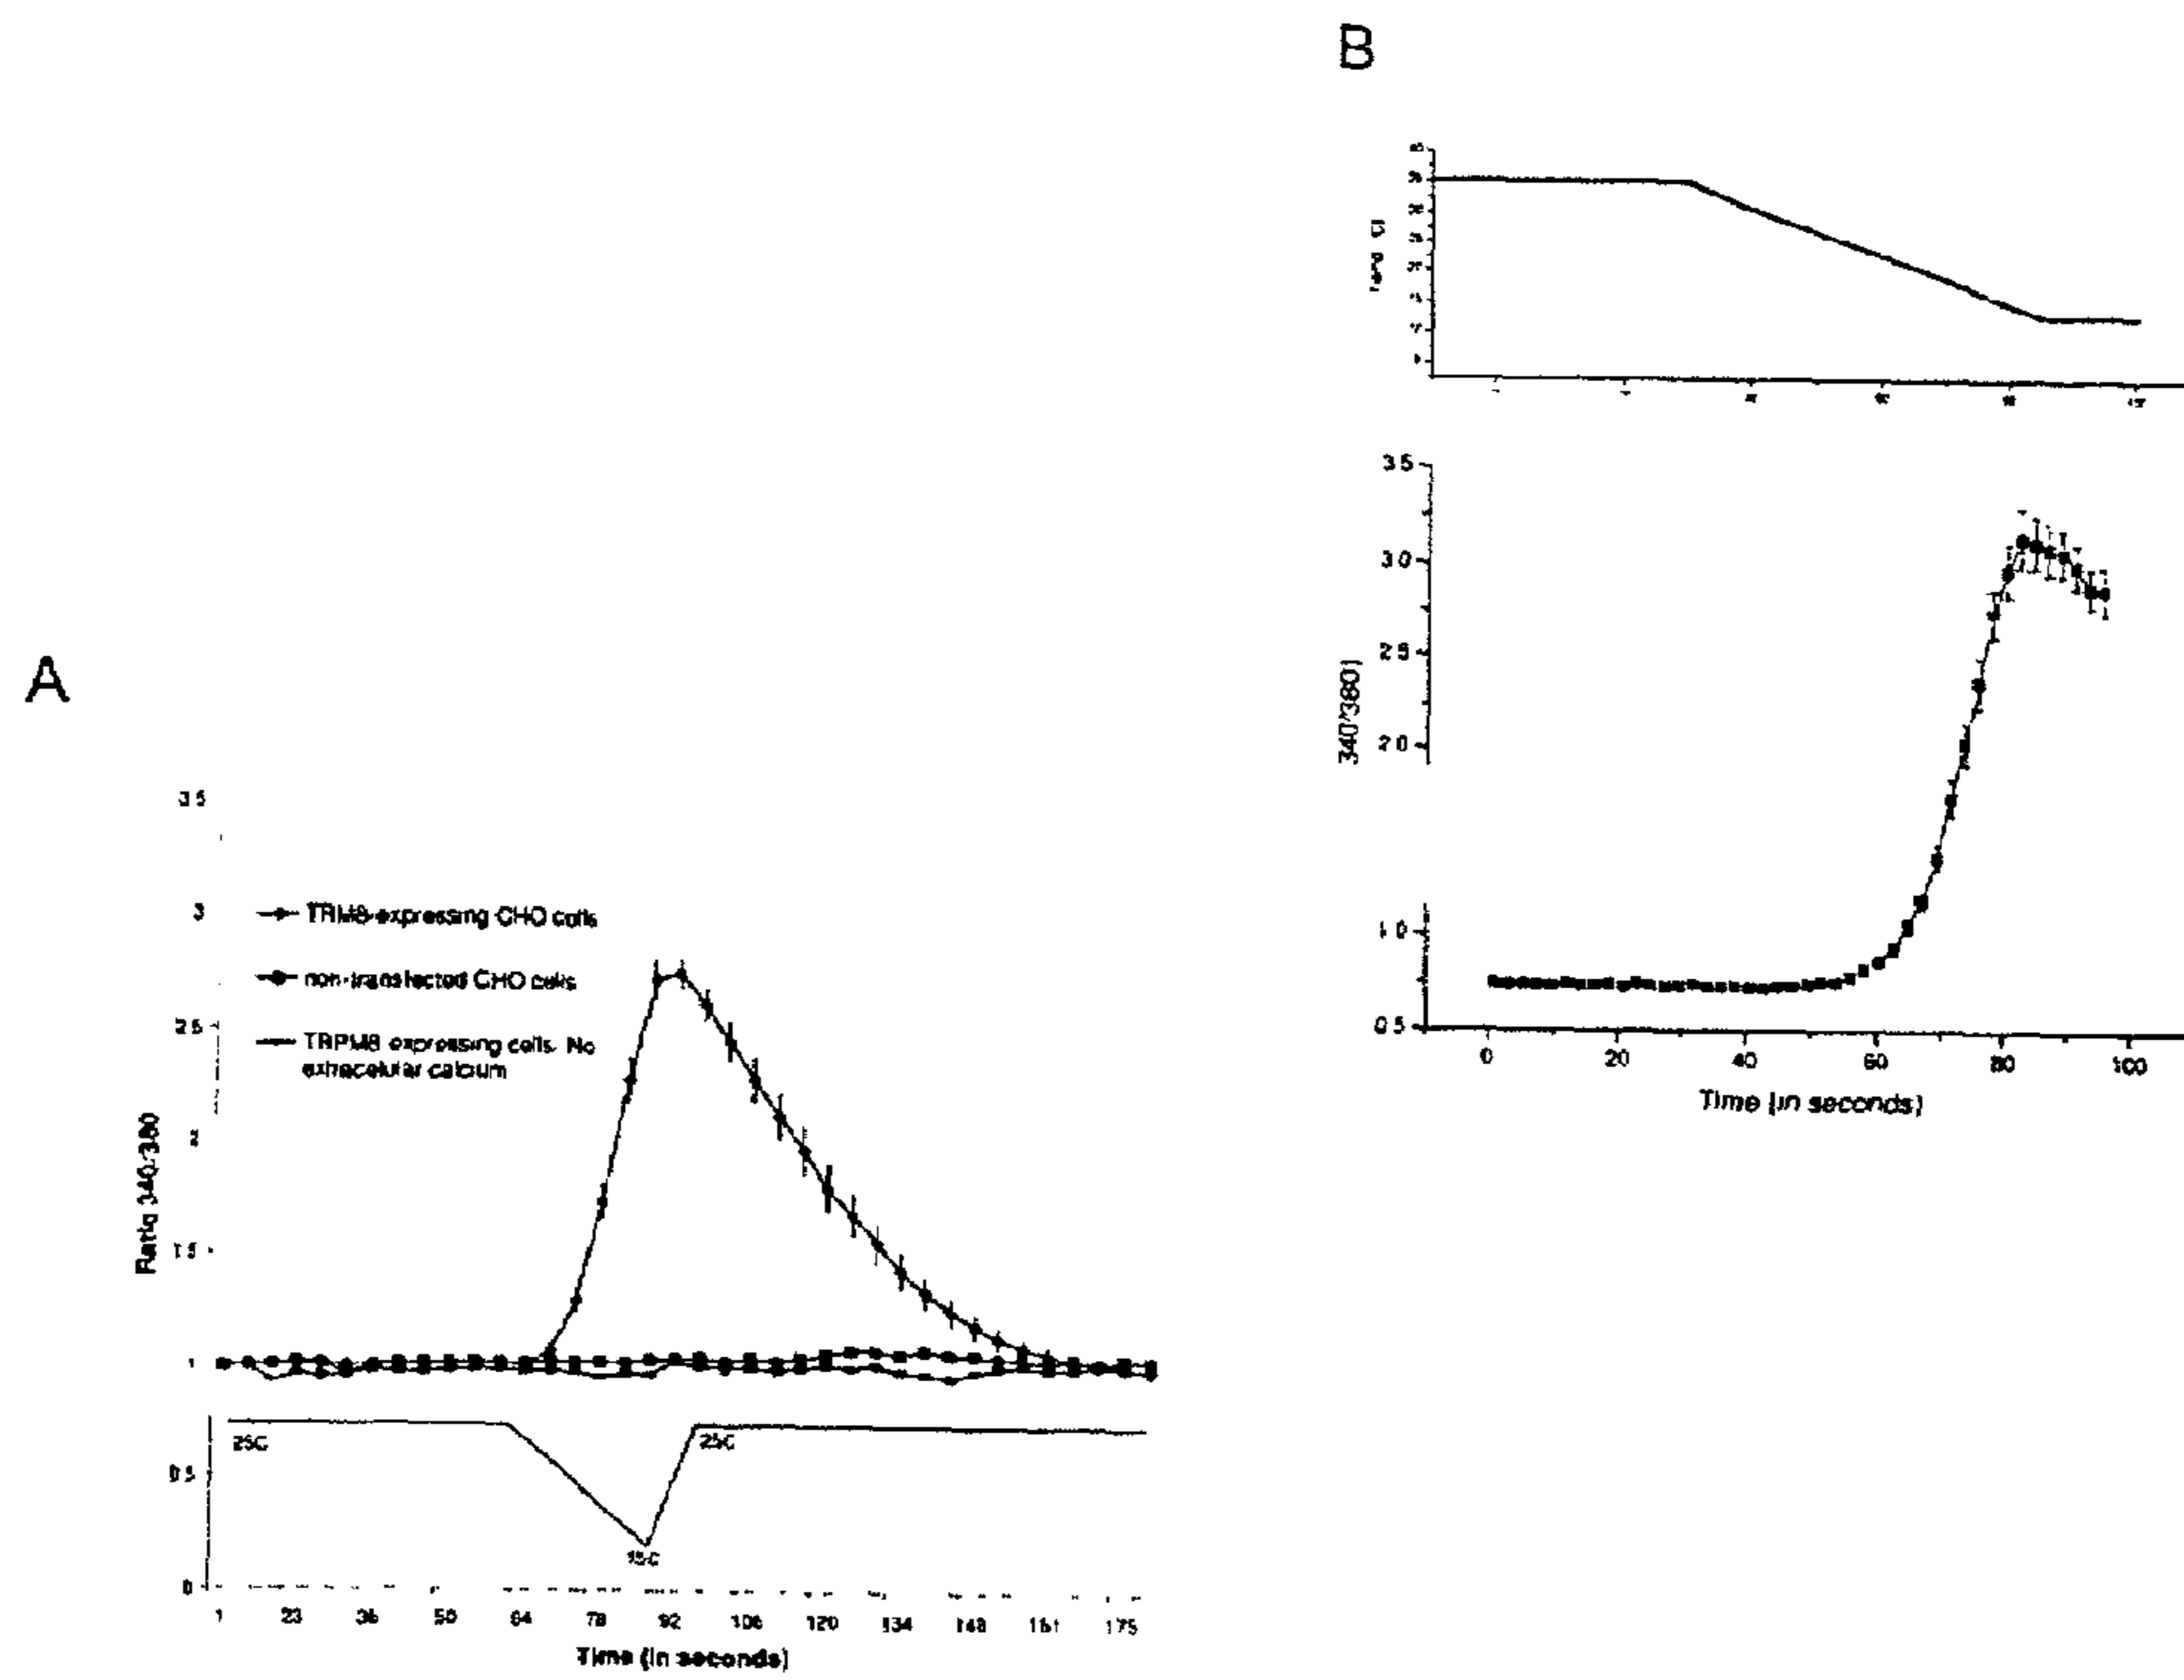 A
3.5
3
2.5
2
1.5
1
0.5
0
Ratio 340/380
TRM8-expressing CHO cells
non-transfected CHO cells
TRPM8 expressing cells. No
extracelular calcium
25C
25C
15C
1 23 36 50 64 78 92 106 120 134 148 161 175
Time (in seconds)
B
3.5
3.0
2.5
2.0
1.0
0.5
340/380)
0 20 40 60 80 100
Time (in seconds)